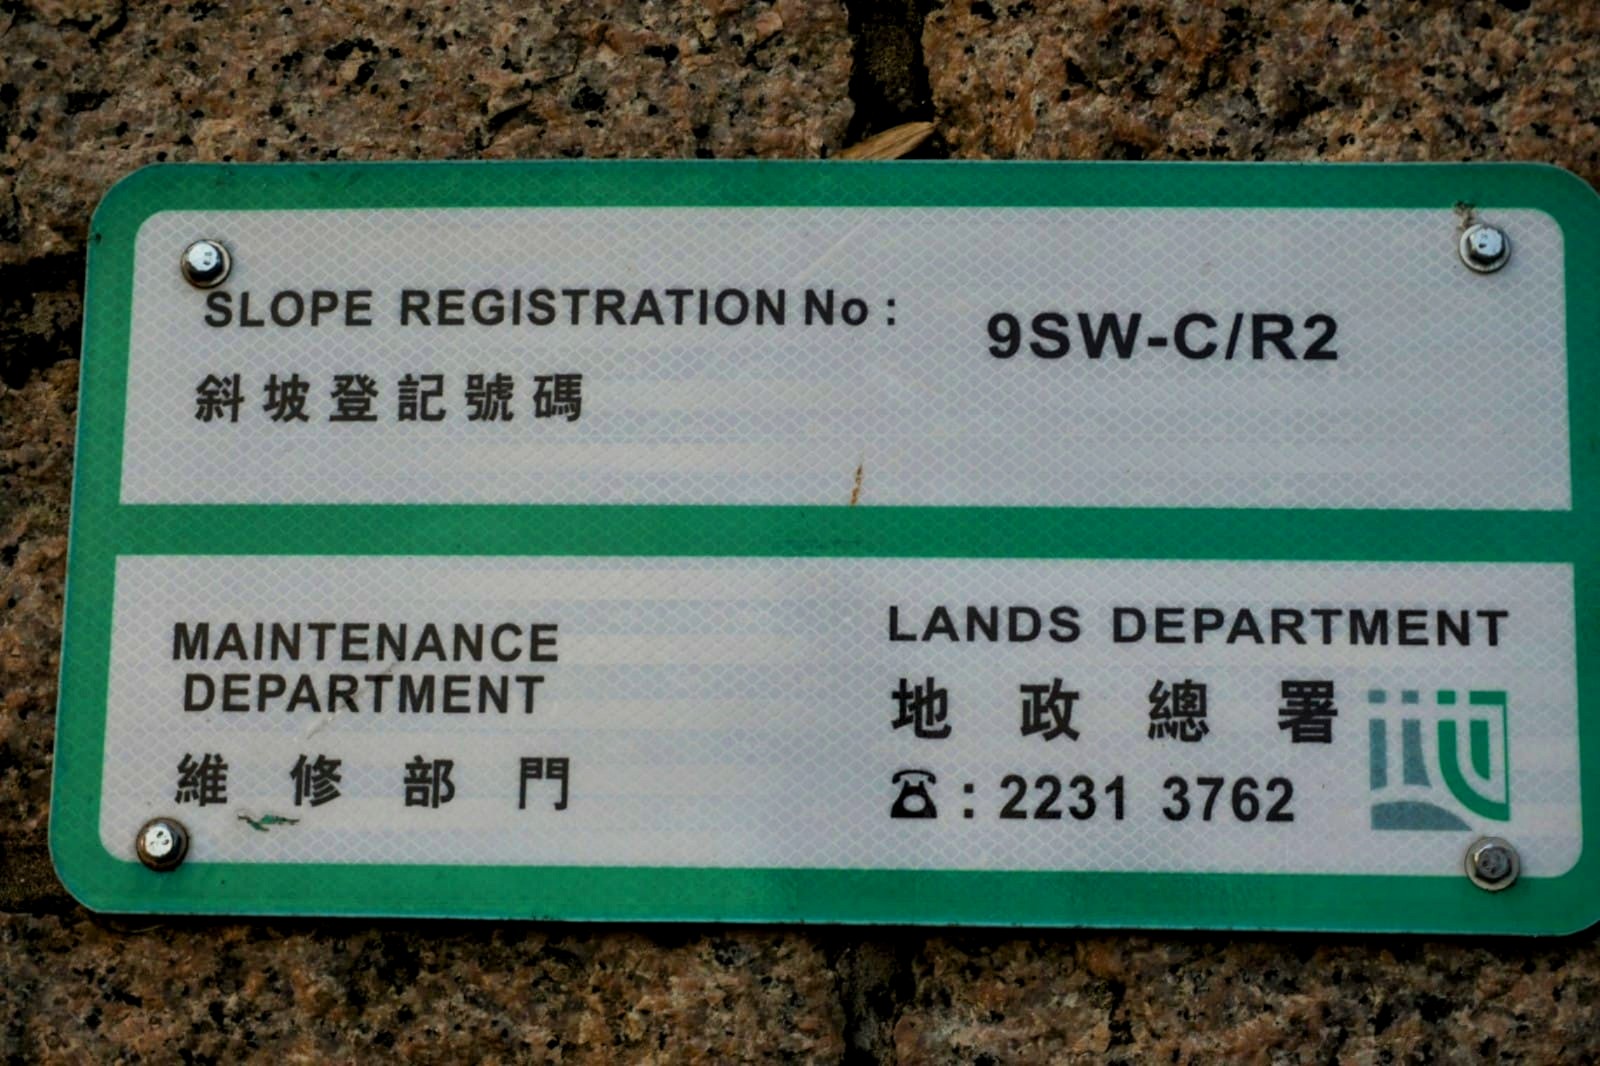 SLOPE REGISTRATION No :
9SW-C/R2
斜坡登記號碼
MAINTENANCE
DEPARTMENT
維修部門
LANDS DEPARTMENT
地政總署
☎ : 2231 3762